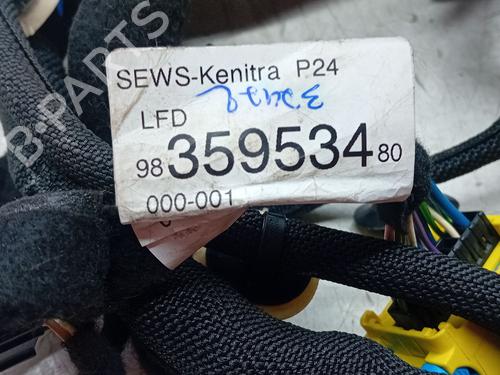 B-PARTS
SEWS-Kenitra P24
LFD
98 359534 80
000-001